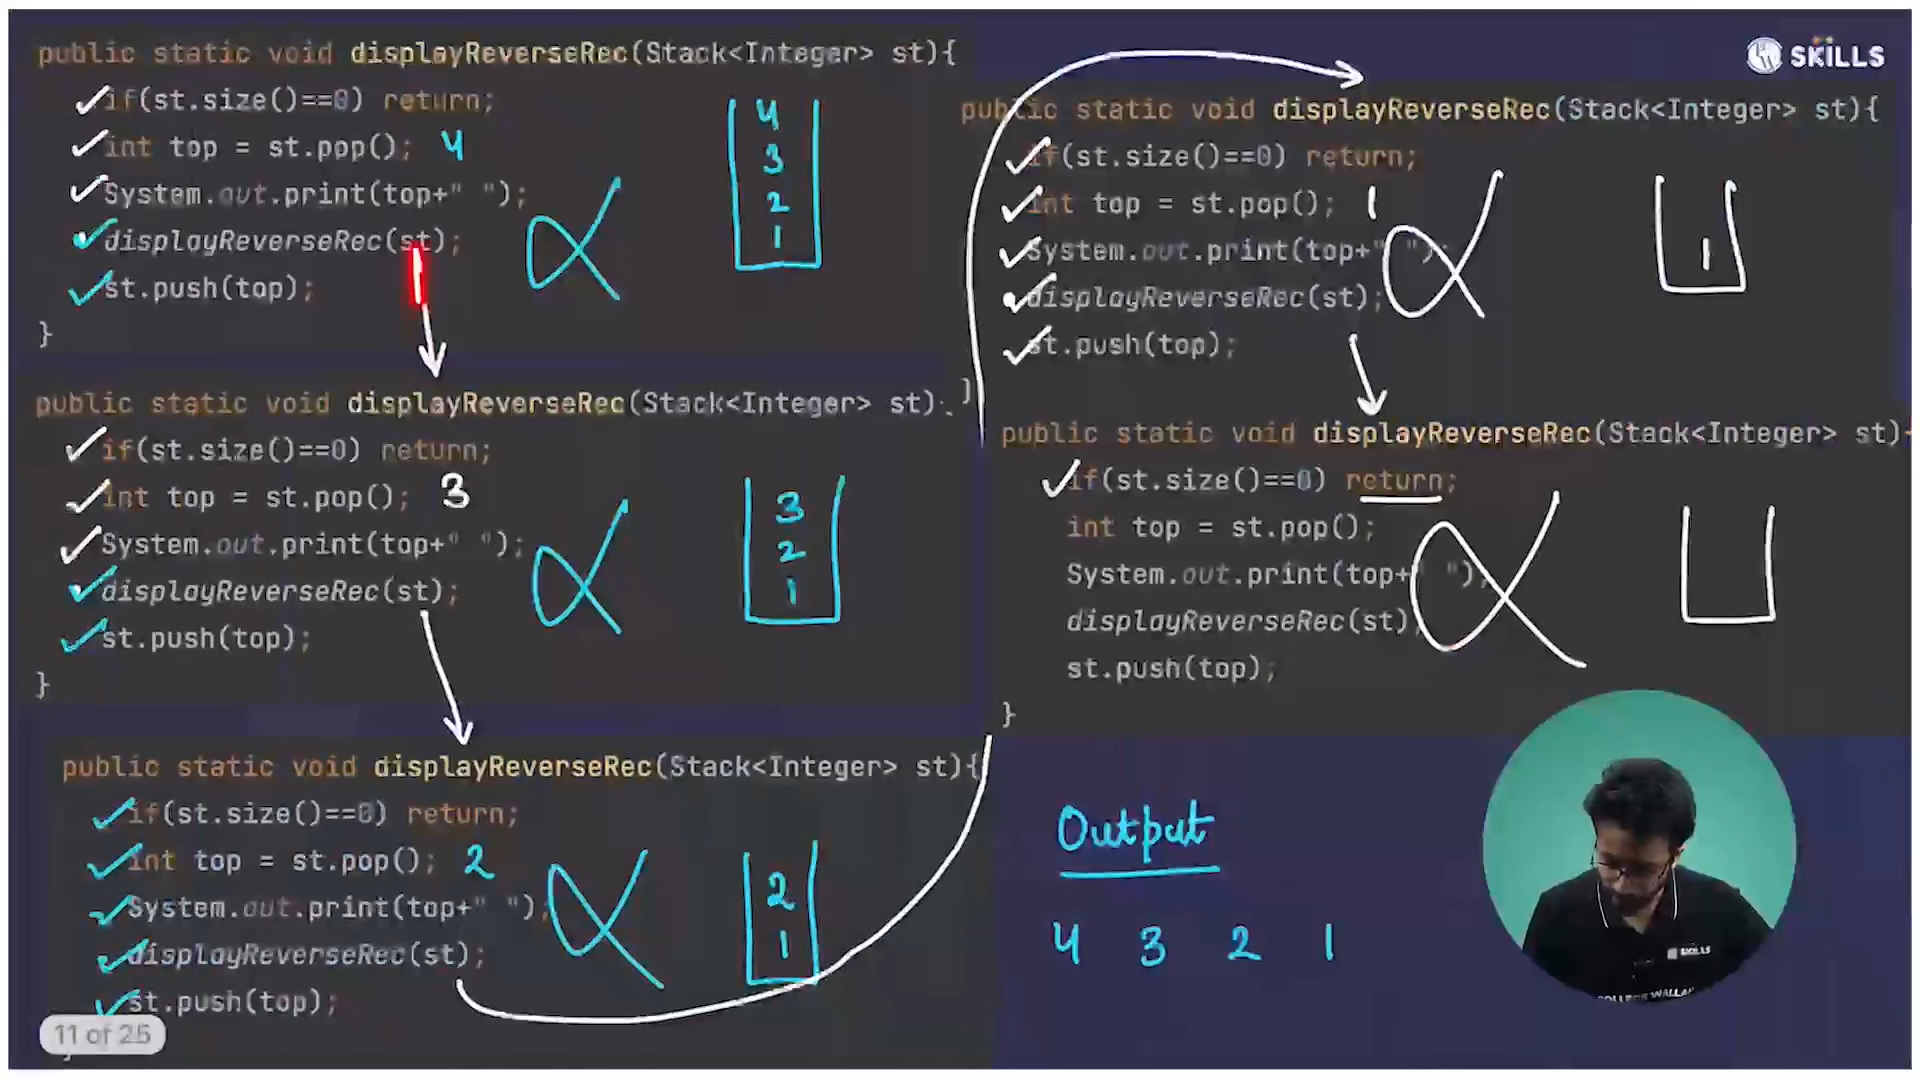 public static void displayReverseRec(Stack<Integer> st){
if(st.size()==0) return;
int top = st.pop(); 4
System.out.print(top+" ");
displayReverseRec(st);
st.push(top);
}
4
3
2
1
public static void displayReverseRec(Stack<Integer> st)
if(st.size()==0) return;
int top = st.pop(); 3
System.out.print(top+" ");
displayReverseRec(st);
st.push(top);
}
3
2
1
public static void displayReverseRec(Stack<Integer> st){
if(st.size()==0) return;
int top = st.pop(); 2
System.out.print(top+" ");
displayReverseRec(st);
st.push(top);
2
1
11 of 25
SKILLS
public static void displayReverseRec(Stack<Integer> st){
if(st.size()==0) return;
int top = st.pop(); 1
System.out.print(top+" ");
displayReverseRec(st);
st.push(top);
}
1
public static void displayReverseRec(Stack<Integer> st)
if(st.size()==0) return;
int top = st.pop();
System.out.print(top+" ");
displayReverseRec(st)
st.push(top);
}
Output
4 3 2 1
SKILLS
COLLEGE WALLAH